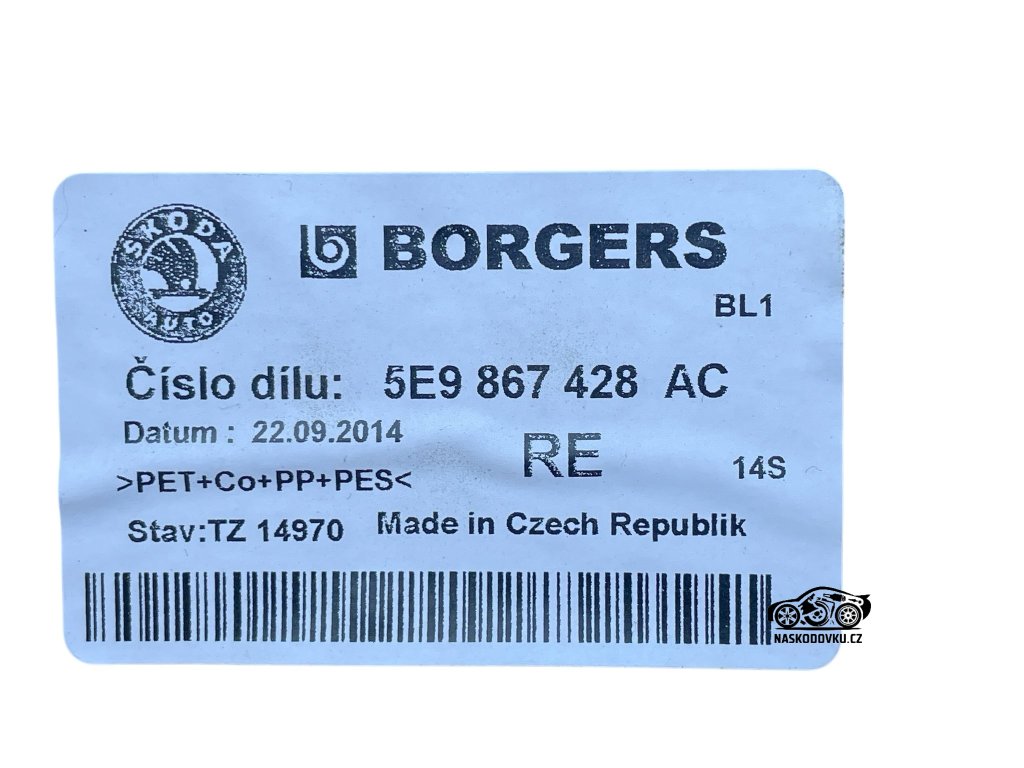 ŠKODA
AUTO
BORGERS
BL1
Číslo dílu: 5E9 867 428 AC
Datum : 22.09.2014
RE
14S
>PET+Co+PP+PES<
Stav:TZ 14970 Made in Czech Republik
NASKODOVKU.CZ